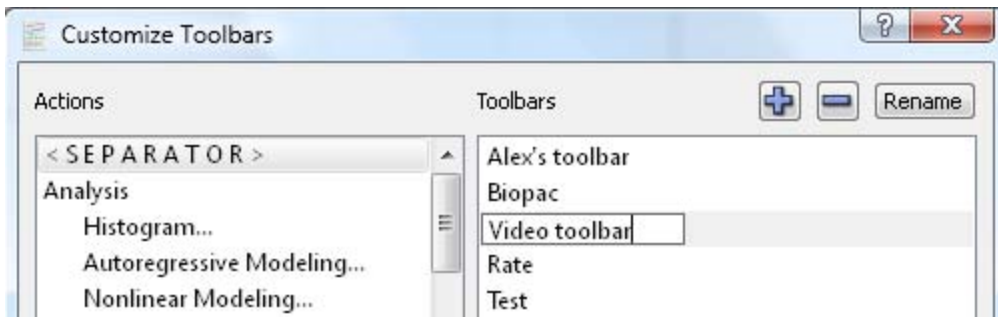 Customize Toolbars
Actions
Toolbars
Rename
<SEPARATOR>
Analysis
Histogram...
Autoregressive Modeling...
Nonlinear Modeling...
Alex's toolbar
Biopac
Video toolbar
Rate
Test